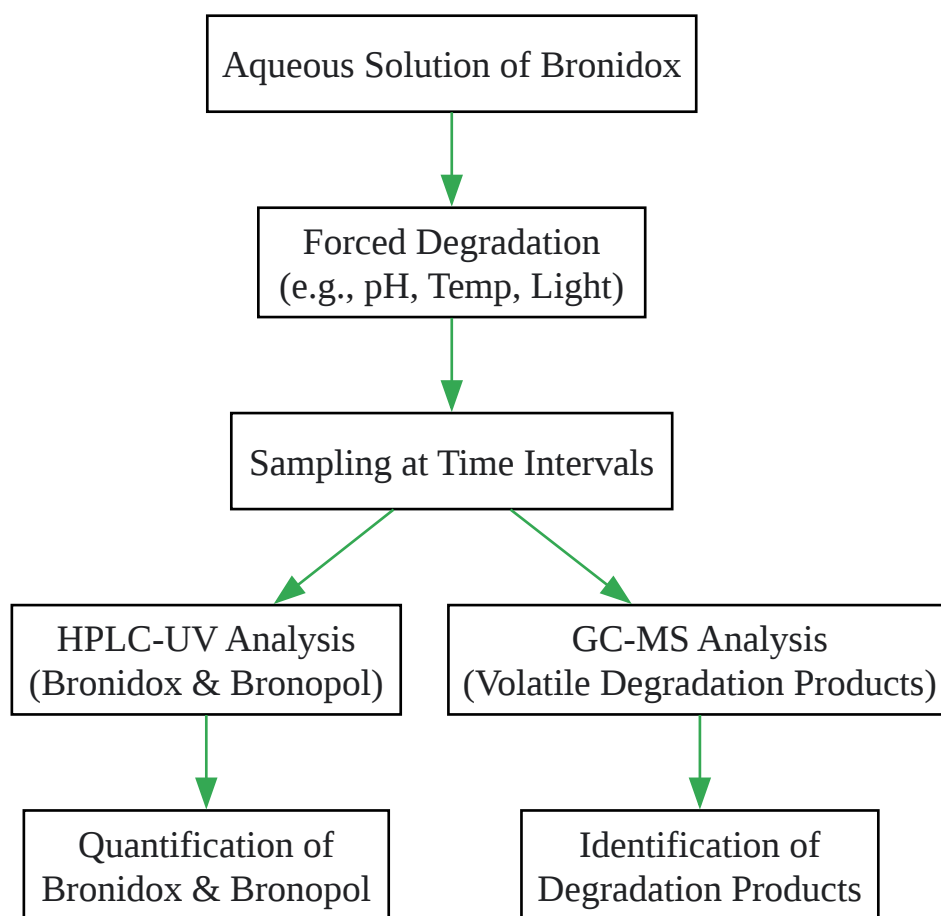 Aqueous Solution of Bronidox
Forced Degradation
(e.g., pH, Temp, Light)
Sampling at Time Intervals
HPLC-UV Analysis
(Bronidox & Bronopol)
GC-MS Analysis
(Volatile Degradation Products)
Quantification of
Bronidox & Bronopol
Identification of
Degradation Products